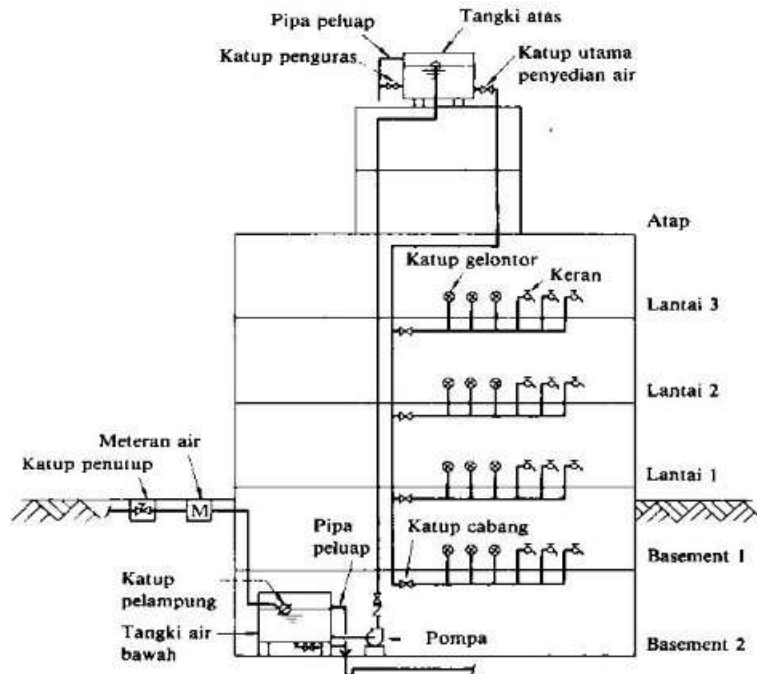 Pipa peluap
Tangki atas
Katup penguras
Katup utama
penyedian air
Atap
Katup gelontor
Keran
Lantai 3
Lantai 2
Meteran air
Katup penutup
Lantai 1
M
Pipa
peluap
Katup cabang
Basement 1
Katup
pelampung
Tangki air
bawah
Pompa
Basement 2